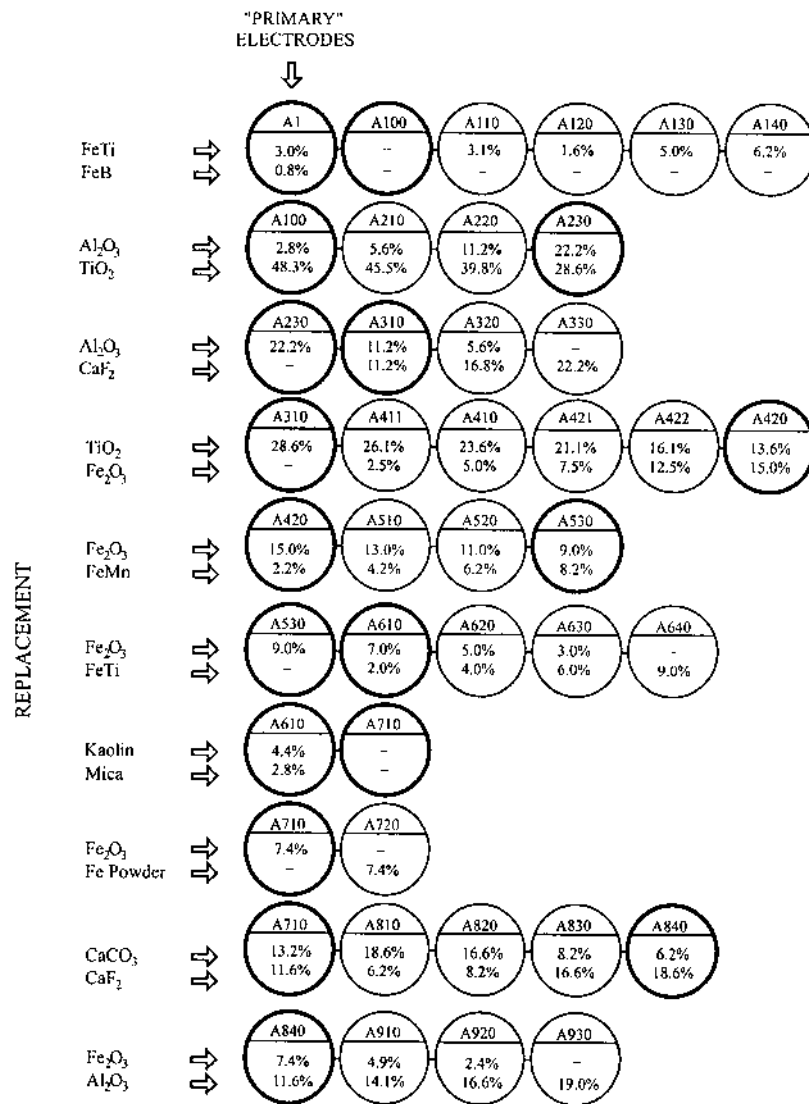 "PRIMARY"
ELECTRODES
REPLACEMENT
A1 A100 A110 A120 A130 A140
FeTi 3.0% – 3.1% 1.6% 5.0% 6.2%
FeB 0.8% – – – – –
A100 A210 A220 A230
Al₂O₃ 2.8% 5.6% 11.2% 22.2%
TiO₂ 48.3% 45.5% 39.8% 28.6%
A230 A310 A320 A330
Al₂O₃ 22.2% 11.2% 5.6% –
CaF₂ – 11.2% 16.8% 22.2%
A310 A411 A410 A421 A422 A420
TiO₂ 28.6% 26.1% 23.6% 21.1% 16.1% 13.6%
Fe₂O₃ – 2.5% 5.0% 7.5% 12.5% 15.0%
A420 A510 A520 A530
Fe₂O₃ 15.0% 13.0% 11.0% 9.0%
FeMn 2.2% 4.2% 6.2% 8.2%
A530 A610 A620 A630 A640
Fe₂O₃ 9.0% 7.0% 5.0% 3.0% -
FeTi – 2.0% 4.0% 6.0% 9.0%
A610 A710
Kaolin 4.4% –
Mica 2.8% –
A710 A720
Fe₂O₃ 7.4% –
Fe Powder – 7.4%
A710 A810 A820 A830 A840
CaCO₃ 13.2% 18.6% 16.6% 8.2% 6.2%
CaF₂ 11.6% 6.2% 8.2% 16.6% 18.6%
A840 A910 A920 A930
Fe₂O₃ 7.4% 4.9% 2.4% –
Al₂O₃ 11.6% 14.1% 16.6% 19.0%